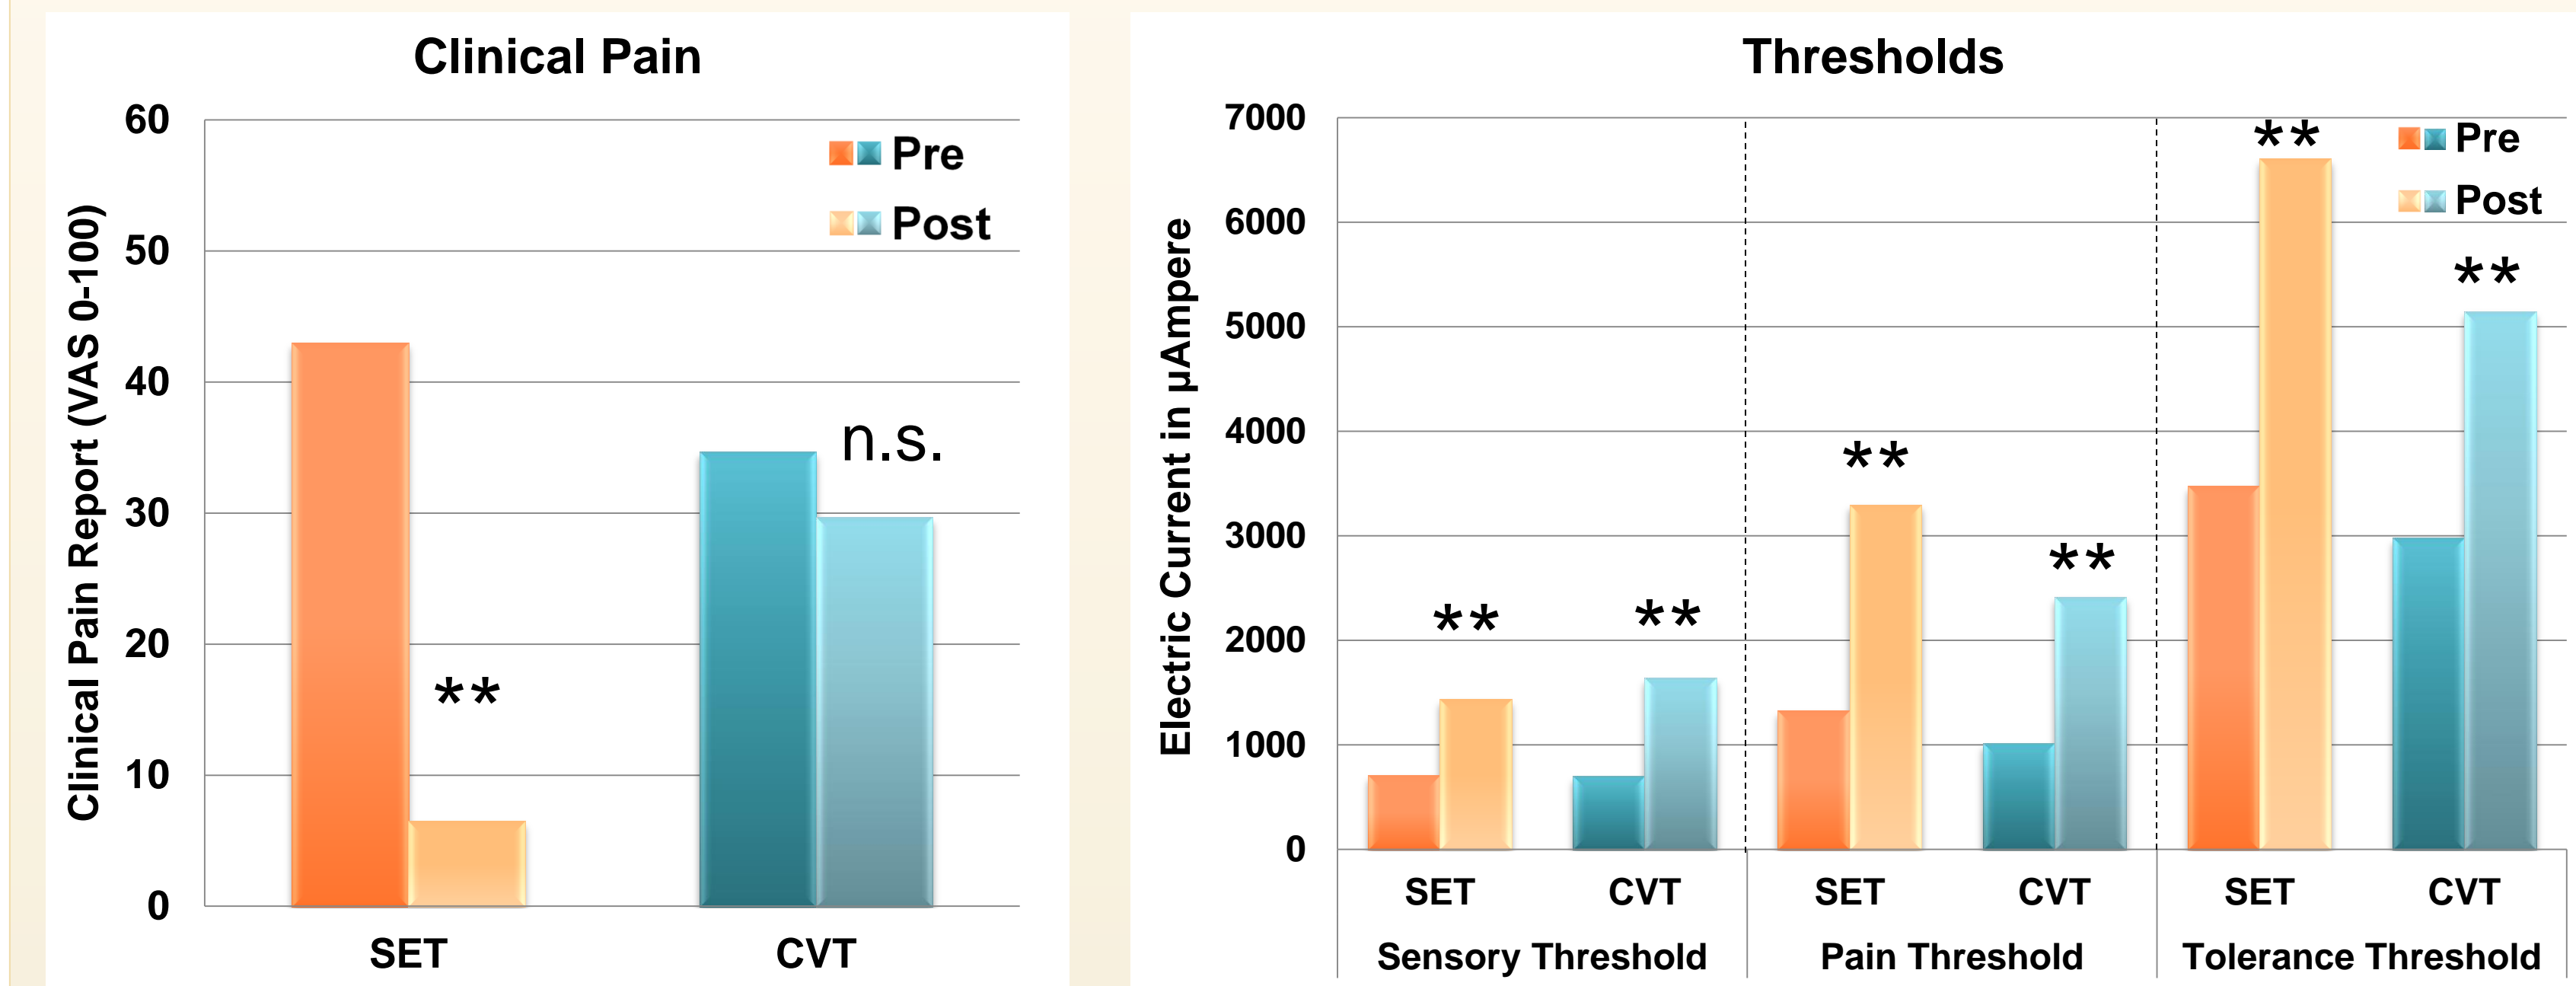 Clinical Pain
Clinical Pain Report (VAS 0-100)
60
50
40
30
20
10
0
Pre
Post
**
n.s.
SET
CVT
Thresholds
Electric Current in µAmpere
7000
6000
5000
4000
3000
2000
1000
0
Pre
Post
**
**
**
**
**
**
SET CVT SET CVT SET CVT
Sensory Threshold Pain Threshold Tolerance Threshold